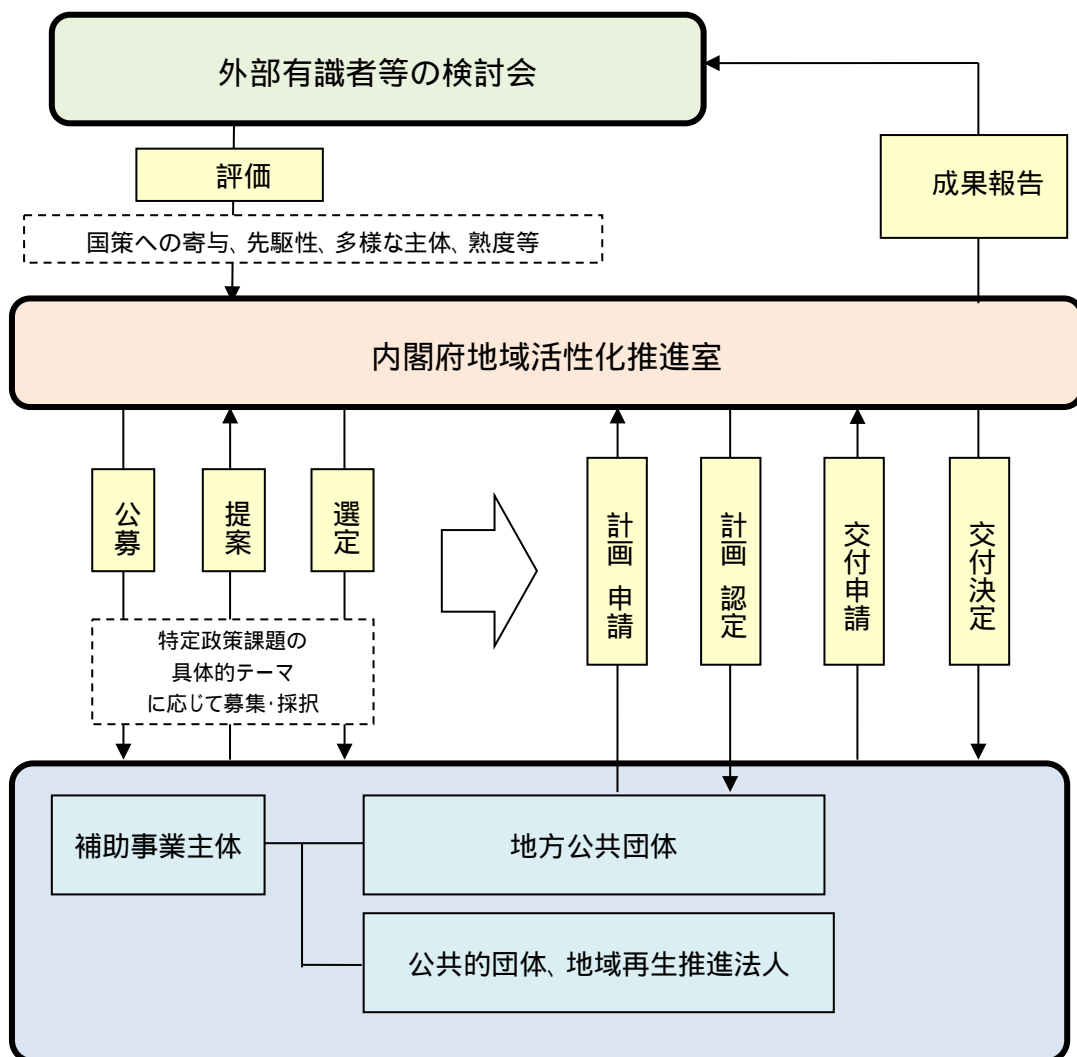 外部有識者等の検討会
評価
成果報告
国策への寄与、先駆性、多様な主体、熟度等
内閣府地域活性化推進室
公募
提案
選定
計画 申請
計画 認定
交付申請
交付決定
特定政策課題の
具体的テーマ
に応じて募集・採択
補助事業主体
地方公共団体
公共的団体、地域再生推進法人